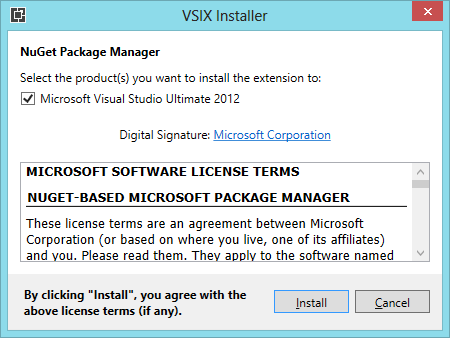 VSIX Installer
NuGet Package Manager
Select the product(s) you want to install the extension to:
Microsoft Visual Studio Ultimate 2012
Digital Signature: Microsoft Corporation
MICROSOFT SOFTWARE LICENSE TERMS
NUGET-BASED MICROSOFT PACKAGE MANAGER
These license terms are an agreement between Microsoft
Corporation (or based on where you live, one of its affiliates)
and you. Please read them. They apply to the software named
By clicking "Install", you agree with the
above license terms (if any).
Install
Cancel